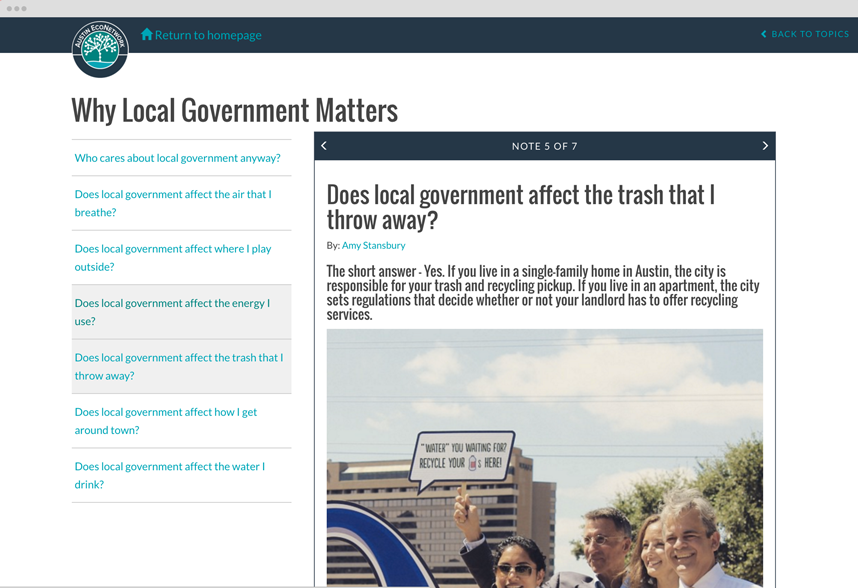 AUSTIN ECONETWORK
Return to homepage
BACK TO TOPICS
Why Local Government Matters
Who cares about local government anyway?
Does local government affect the air that I
breathe?
Does local government affect where I play
outside?
Does local government affect the energy I
use?
Does local government affect the trash that I
throw away?
Does local government affect how I get
around town?
Does local government affect the water I
drink?
NOTE 5 OF 7
Does local government affect the trash that I
throw away?
By: Amy Stansbury
The short answer - Yes. If you live in a single-family home in Austin, the city is
responsible for your trash and recycling pickup. If you live in an apartment, the city
sets regulations that decide whether or not your landlord has to offer recycling
services.
"WATER" YOU WAITING FOR?
RECYCLE YOUR S HERE!